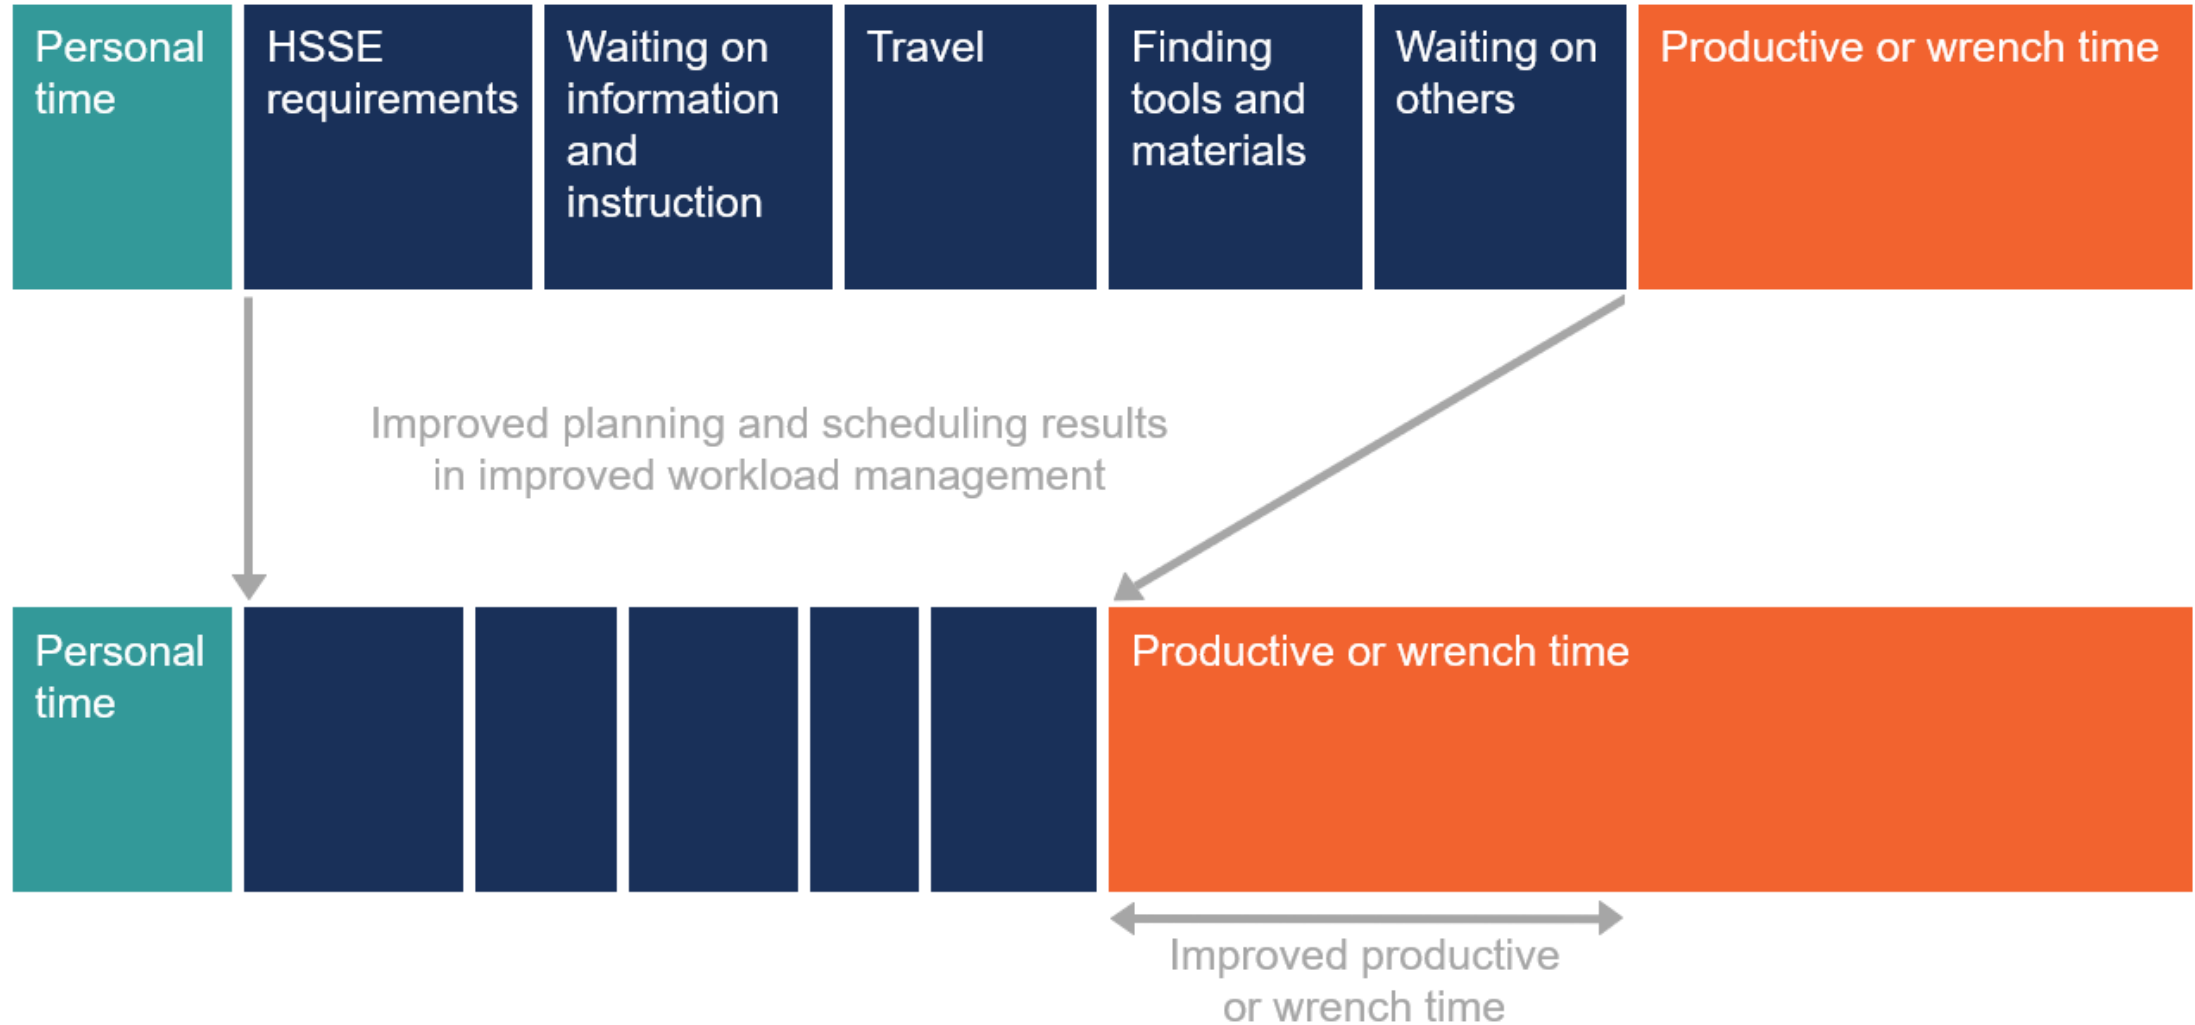 Personal
time
HSSE
requirements
Waiting on
information
and
instruction
Travel
Finding
tools and
materials
Waiting on
others
Productive or wrench time
Improved planning and scheduling results
in improved workload management
Personal
time
Productive or wrench time
Improved productive
or wrench time